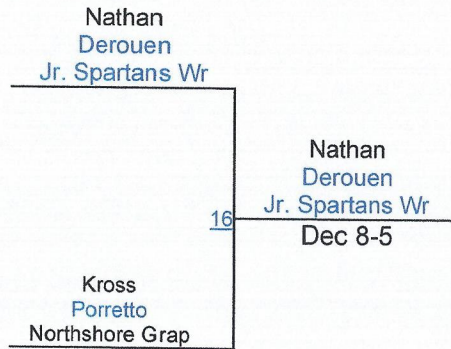 Nathan
Derouen
Jr. Spartans Wr
Nathan
Derouen
Jr. Spartans Wr
16
Dec 8-5
Kross
Porretto
Northshore Grap